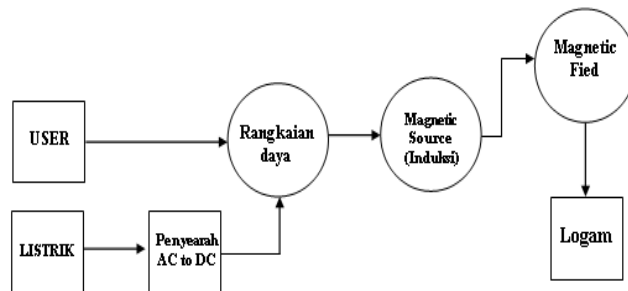 Magnetic
Fied
USER
Rangkaian
daya
Magnetic
Source
(Induksi)
LISTRIK
Penyearah
AC to DC
Logam